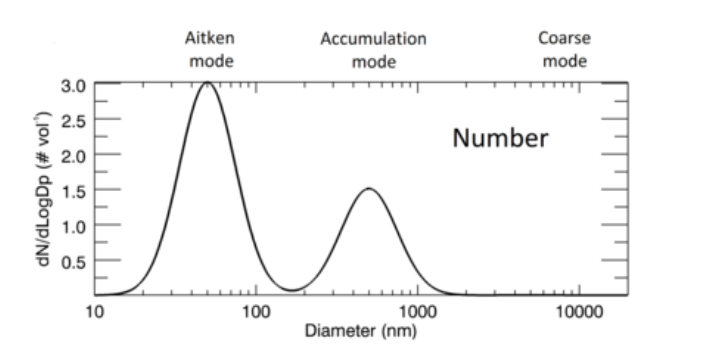 Aitken mode
Accumulation mode
Coarse mode
3.0
2.5
2.0
1.5
1.0
0.5
dN/dLogDp (# vol⁻)
Number
10
100
1000
10000
Diameter (nm)